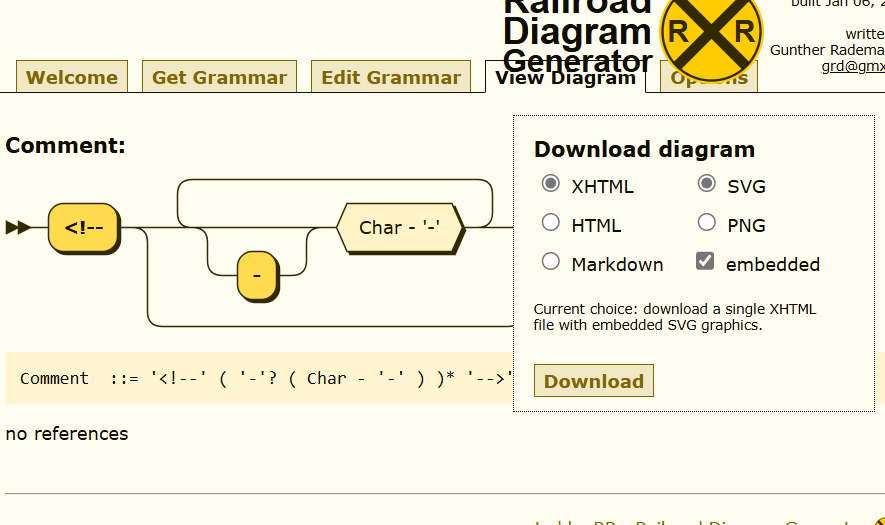 Railroad
Diagram
Generator
R R
built Jan 06, 2
writte
Gunther Radema
grd@gmx
Welcome
Get Grammar
Edit Grammar
View Diagram
Options
Comment:
<!--
-
Char - '-'
Comment ::= '<!--' ( '-'? ( Char - '-' ) )* '-->'
no references
Download diagram
XHTML SVG
HTML PNG
Markdown embedded
Current choice: download a single XHTML
file with embedded SVG graphics.
Download